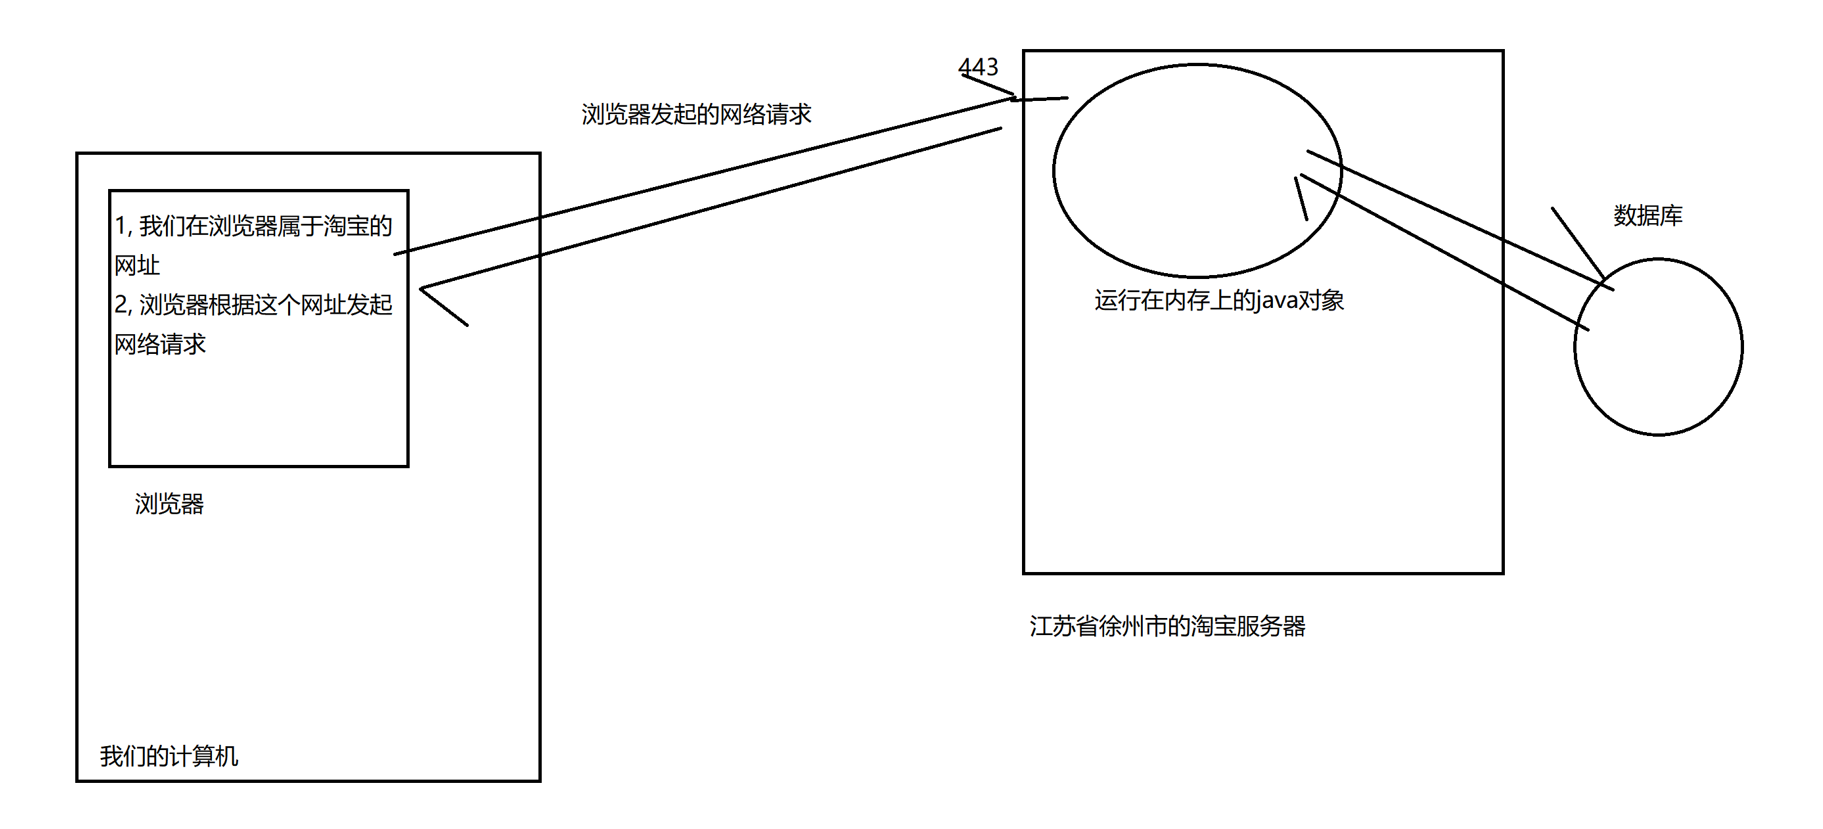 443
浏览器发起的网络请求
1, 我们在浏览器属于淘宝的
网址
2, 浏览器根据这个网址发起
网络请求
浏览器
我们的计算机
运行在内存上的java对象
数据库
江苏省徐州市的淘宝服务器